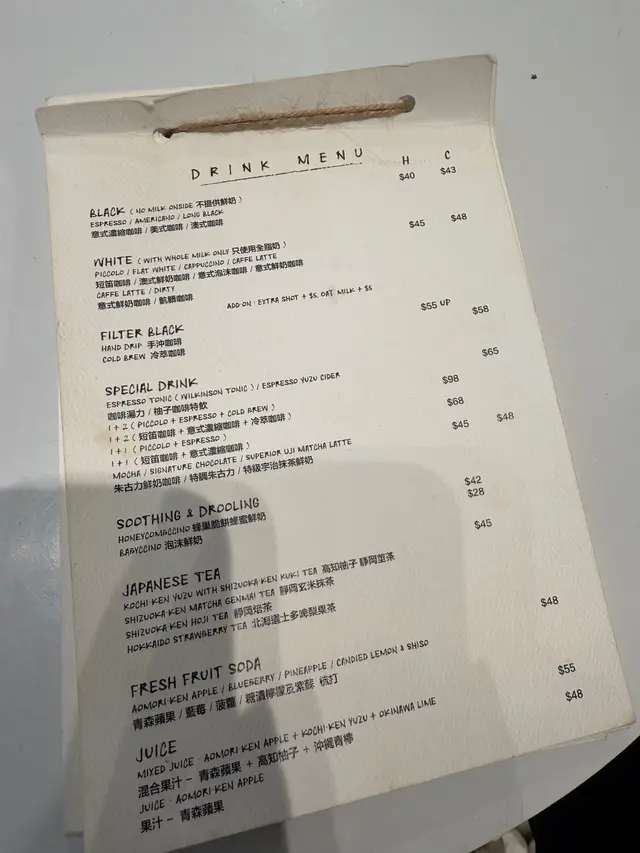 DRINK MENU
H C
BLACK ( NO MILK ONSIDE 不提供鮮奶 ) $40 $43
ESPRESSO / AMERICANO / LONG BLACK
意式濃縮咖啡 / 美式咖啡 / 澳式咖啡
WHITE ( WITH WHOLE MILK ONLY 只使用全脂奶 ) $45 $48
PICCOLO / FLAT WHITE / CAPPUCCINO / CAFFE LATTE
短笛咖啡 / 澳式鮮奶咖啡 / 意式泡沫咖啡 / 意式鮮奶咖啡
CAFFE LATTE / DIRTY
意式鮮奶咖啡 / 骯髒咖啡
ADD-ON : EXTRA SHOT + $5. OAT MILK + $5
FILTER BLACK $55 UP $58
HAND DRIP 手沖咖啡
COLD BREW 冷萃咖啡
SPECIAL DRINK $65
ESPRESSO TONIC ( WILKINSON TONIC ) / ESPRESSO YUZU CIDER
咖啡湯力 / 柚子咖啡特飲
1 + 2 ( PICCOLO + ESPRESSO + COLD BREW ) $98
1 + 2 ( 短笛咖啡 + 意式濃縮咖啡 + 冷萃咖啡 )
1 + 1 ( PICCOLO + ESPRESSO ) $68
1 + 1 ( 短笛咖啡 + 意式濃縮咖啡 )
MOCHA / SIGNATURE CHOCOLATE / SUPERIOR UJI MATCHA LATTE $45 $48
朱古力鮮奶咖啡 / 特調朱古力 / 特級宇治抹茶鮮奶
SOOTHING & DROOLING
HONEYCOMBCCINO 蜂巢脆餅蜂蜜鮮奶 $42
BABYCCINO 泡沫鮮奶 $28
JAPANESE TEA $45
KOCHI-KEN YUZU WITH SHIZUOKA-KEN KUKI TEA 高知柚子 靜岡莖茶
SHIZUOKA-KEN MATCHA GENMAI TEA 靜岡玄米抹茶
SHIZUOKA-KEN HOJI TEA 靜岡焙茶
HOKKAIDO STRAWBERRY TEA 北海道士多啤梨果茶
FRESH FRUIT SODA $48
AOMORI-KEN APPLE / BLUEBERRY / PINEAPPLE / CANDIED LEMON & SHISO
青森蘋果 / 藍莓 / 菠蘿 / 糖漬檸檬及紫蘇 梳打
JUICE
MIXED JUICE - AOMORI-KEN APPLE + KOCHI-KEN YUZU + OKINAWA LIME $55
混合果汁 - 青森蘋果 + 高知柚子 + 沖繩青檸
JUICE - AOMORI-KEN APPLE $48
果汁 - 青森蘋果